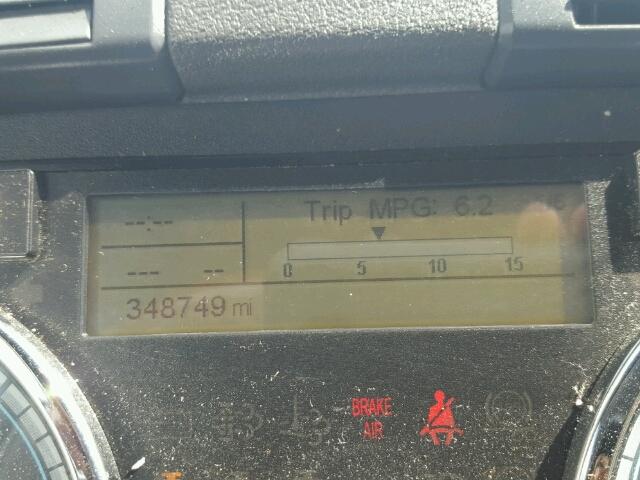 --:--
Trip MPG: 6.2
--- --
0 5 10 15
348749 mi
BRAKE
AIR